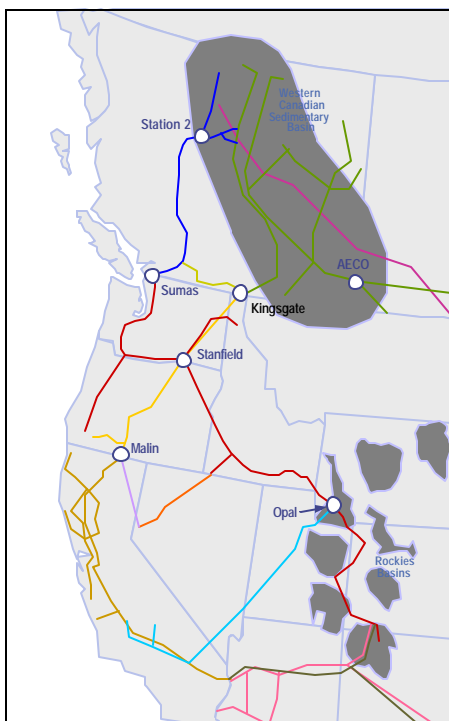 Western
Canadian
Sedimentary
Basin
Station 2
AECO
Sumas
Kingsgate
Stanfield
Malin
Opal
Rockies
Basins